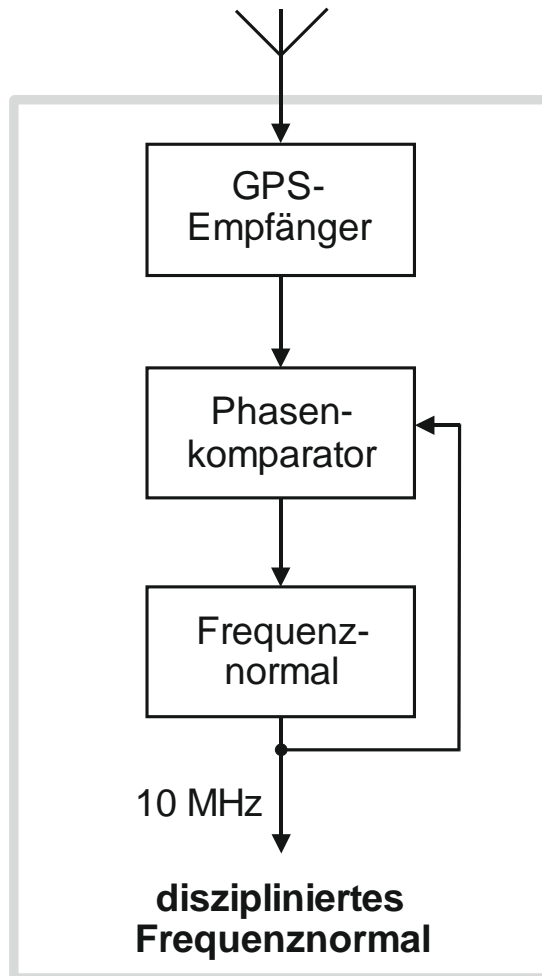 GPS-
Empfänger
Phasen-
komparator
Frequenz-
normal
10 MHz
diszipliniertes
Frequenznormal